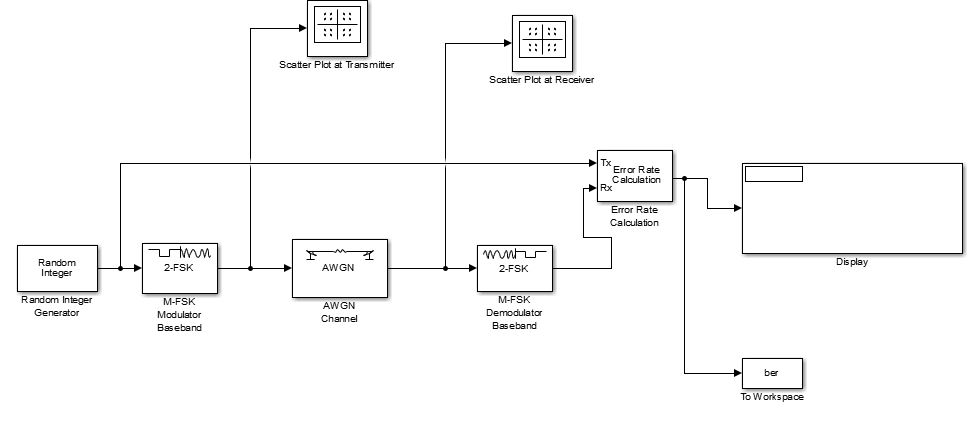 Scatter Plot at Transmitter
Scatter Plot at Receiver
Tx
Rx
Error Rate
Calculation
Error Rate
Calculation
Display
Random
Integer
Random Integer
Generator
2-FSK
M-FSK
Modulator
Baseband
AWGN
AWGN
Channel
2-FSK
M-FSK
Demodulator
Baseband
ber
To Workspace